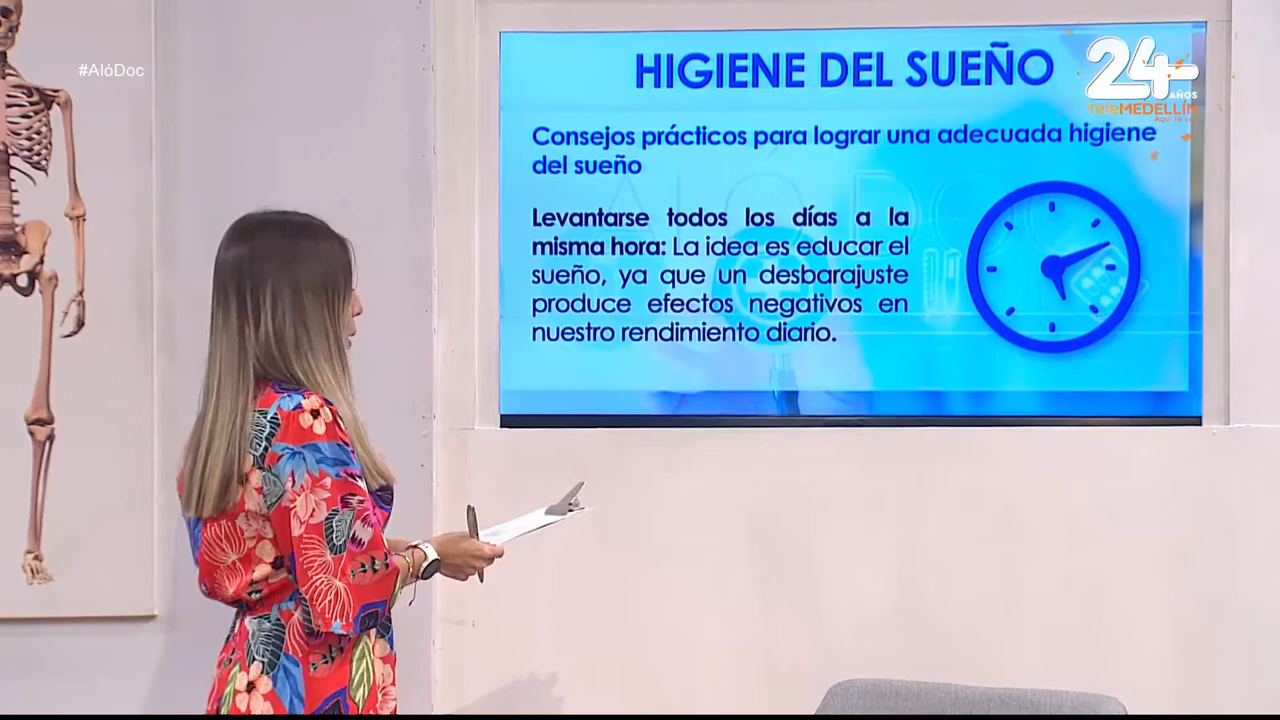 #AlóDoc
HIGIENE DEL SUEÑO
24
AÑOS
TeleMEDELLÍN
Consejos prácticos para lograr una adecuada higiene
del sueño
ALÓ DOC
Levantarse todos los días a la
misma hora: La idea es educar el
sueño, ya que un desbarajuste
produce efectos negativos en
nuestro rendimiento diario.